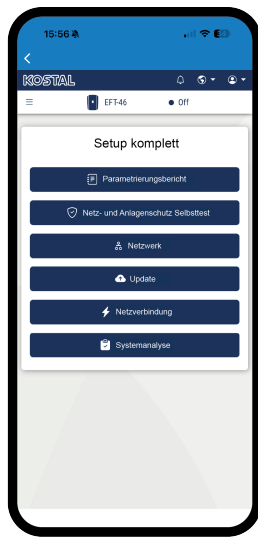 15:56
KOSTAL
EFT-46
Off
Setup komplett
Parametrierungsbericht
Netz- und Anlagenschutz Selbsttest
Netzwerk
Update
Netzverbindung
Systemanalyse